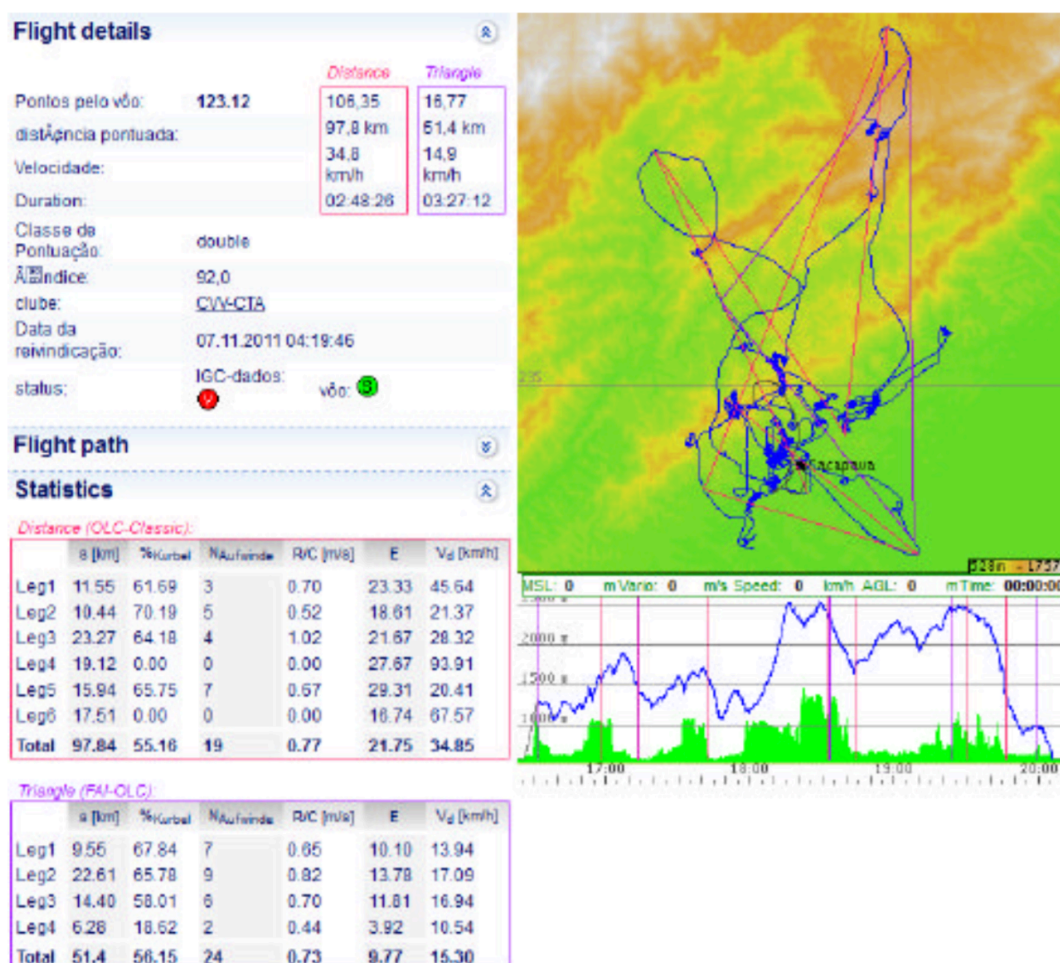 Flight details
Distance Triangle
Pontos pelo vôo: 123.12 106,35 16,77
distÂ¢ncia pontuada: 97,8 km 51,4 km
Velocidade: 34,8 km/h 14,9 km/h
Duration: 02:48:26 03:27:12
Classe de Pontuação: double
ndice: 92,0
clube: CVV-CTA
Data da reivindicação: 07.11.2011 04:19:46
status: IGC-dados: V vôo: S
Flight path
Statistics
Distance (OLC-Classic):
s [km] %Kurbel NAufwinde R/C [m/s] E Vd [km/h]
Leg1 11.55 61.69 3 0.70 23.33 45.64
Leg2 10.44 70.19 5 0.52 18.61 21.37
Leg3 23.27 64.18 4 1.02 21.67 28.32
Leg4 19.12 0.00 0 0.00 27.67 93.91
Leg5 15.94 65.75 7 0.67 29.31 20.41
Leg6 17.51 0.00 0 0.00 16.74 67.57
Total 97.84 55.16 19 0.77 21.75 34.85
Triangle (FAI-OLC):
s [km] %Kurbel NAufwinde R/C [m/s] E Vd [km/h]
Leg1 9.55 67.84 7 0.65 10.10 13.94
Leg2 22.61 65.78 9 0.82 13.78 17.09
Leg3 14.40 58.01 6 0.70 11.81 16.94
Leg4 6.28 18.62 2 0.44 3.92 10.54
Total 51.4 56.15 24 0.73 9.77 15.30
Cacapava
528m - 1757
MSL: 0 m Vario: 0 m/s Speed: 0 km/h AGL: 0 m Time: 00:00:00
2000 m
1500 m
1000 m
17:00 18:00 19:00 20:00